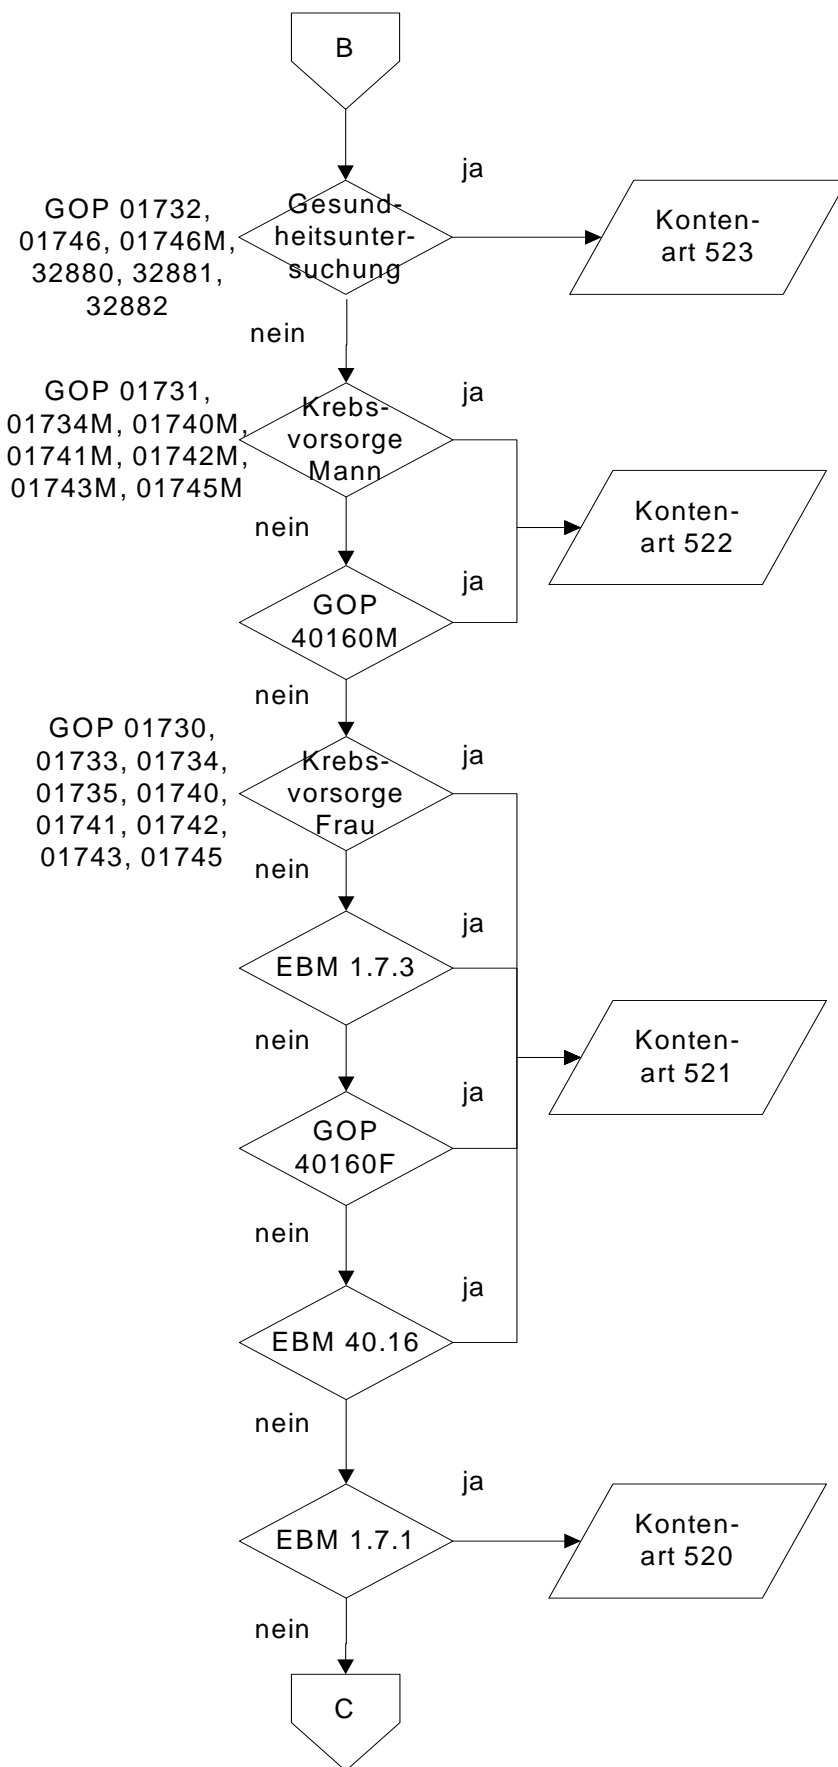 B
ja
GOP 01732,
01746, 01746M,
32880, 32881,
32882
Gesund-
heitsunter-
suchung
Konten-
art 523
nein
GOP 01731,
01734M, 01740M,
01741M, 01742M,
01743M, 01745M
Krebs-
vorsorge
Mann
ja
nein
Konten-
art 522
GOP
40160M
ja
nein
GOP 01730,
01733, 01734,
01735, 01740,
01741, 01742,
01743, 01745
Krebs-
vorsorge
Frau
ja
nein
EBM 1.7.3
ja
nein
Konten-
art 521
GOP
40160F
ja
nein
EBM 40.16
ja
nein
EBM 1.7.1
ja
Konten-
art 520
nein
C